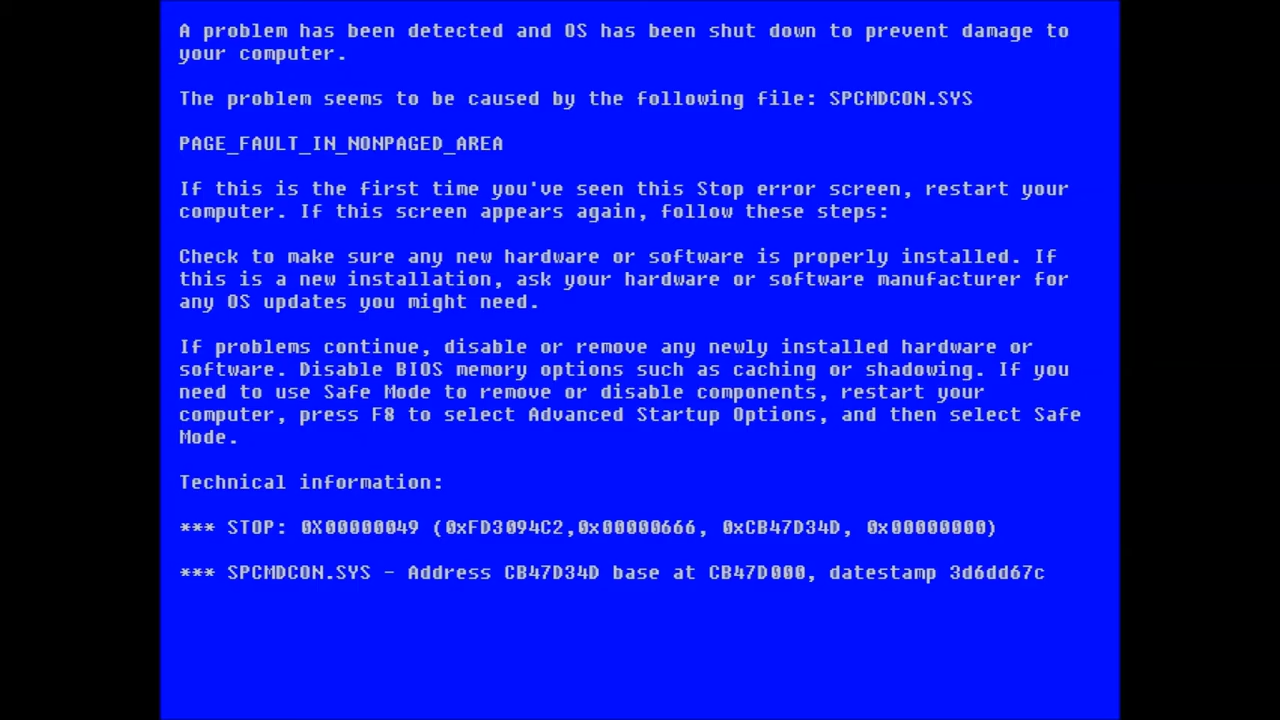 A problem has been detected and OS has been shut down to prevent damage to
your computer.
The problem seems to be caused by the following file: SPCMDCON.SYS
PAGE_FAULT_IN_NONPAGED_AREA
If this is the first time you've seen this Stop error screen, restart your
computer. If this screen appears again, follow these steps:
Check to make sure any new hardware or software is properly installed. If
this is a new installation, ask your hardware or software manufacturer for
any OS updates you might need.
If problems continue, disable or remove any newly installed hardware or
software. Disable BIOS memory options such as caching or shadowing. If you
need to use Safe Mode to remove or disable components, restart your
computer, press F8 to select Advanced Startup Options, and then select Safe
Mode.
Technical information:
*** STOP: 0X00000049 (0xFD3094C2,0x00000666, 0xCB47D34D, 0x00000000)
*** SPCMDCON.SYS - Address CB47D34D base at CB47D000, datestamp 3d6dd67c